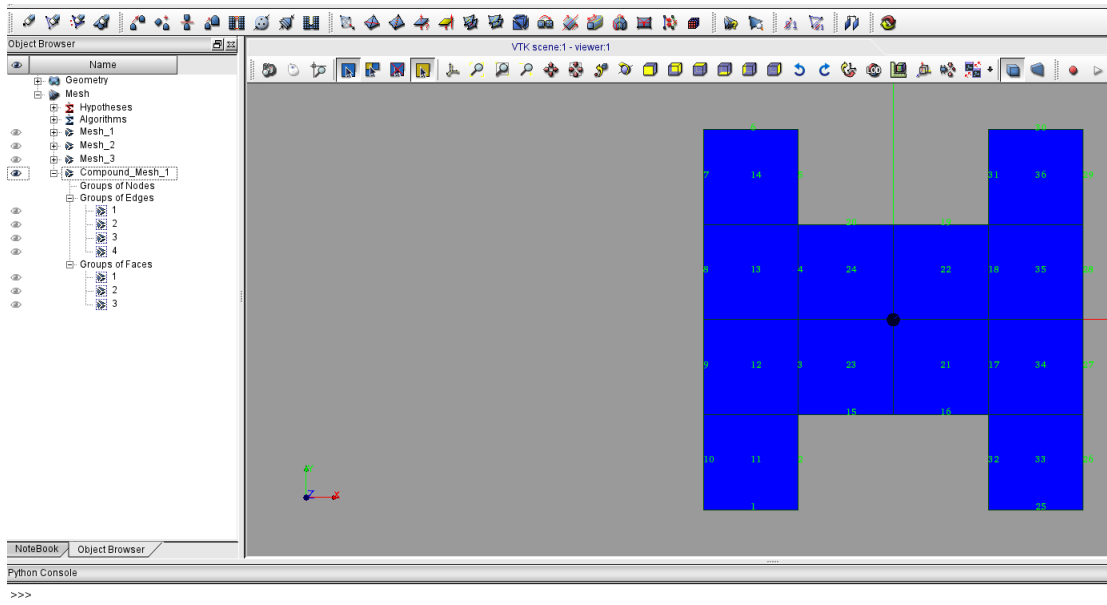 Object Browser
VTK scene:1 - viewer:1
Name
Geometry
Mesh
Hypotheses
Algorithms
Mesh_1
Mesh_2
Mesh_3
Compound_Mesh_1
Groups of Nodes
Groups of Edges
1
2
3
4
Groups of Faces
1
2
3
7 14 31 36
8 13 4 24 22 18 35
9 12 3 23 21 17 34
15 16
10 11 32 33
1 25
Z X
NoteBook Object Browser
Python Console
>>>